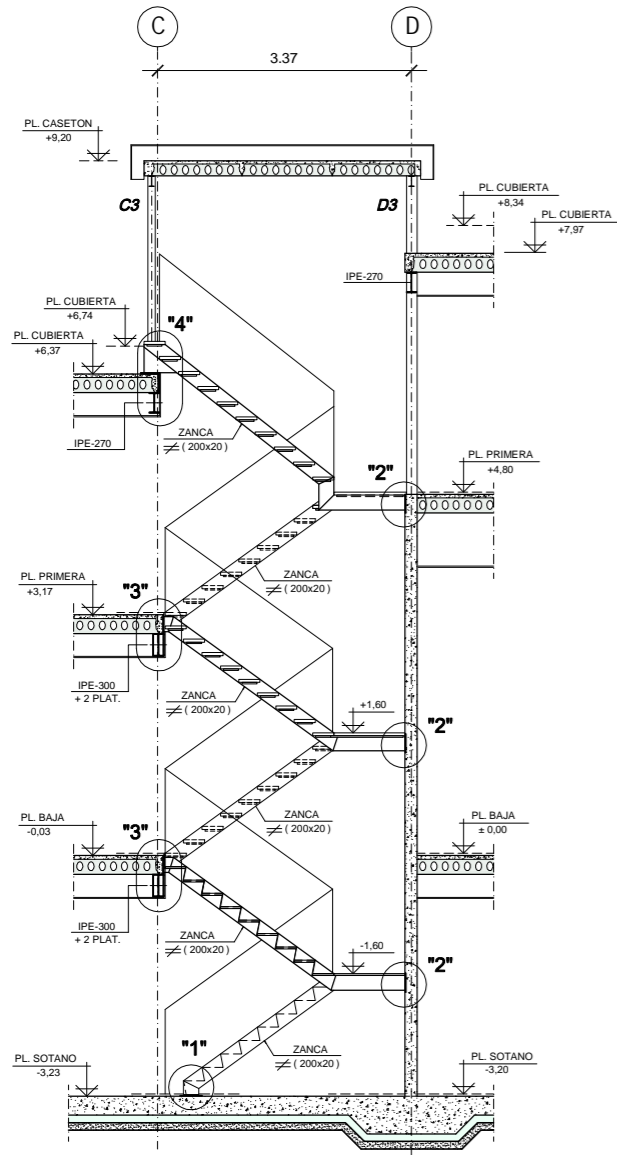 C
D
3.37
PL. CASETON
+9,20
C3
D3
PL. CUBIERTA
+8,34
PL. CUBIERTA
+7,97
IPE-270
PL. CUBIERTA
+6,74
"4"
PL. CUBIERTA
+6,37
IPE-270
ZANCA
(200x20)
"2"
PL. PRIMERA
+4,80
ZANCA
(200x20)
PL. PRIMERA
+3,17
"3"
IPE-300
+ 2 PLAT.
ZANCA
(200x20)
+1,60
"2"
ZANCA
(200x20)
PL. BAJA
-0,03
"3"
PL. BAJA
± 0,00
IPE-300
+ 2 PLAT.
ZANCA
(200x20)
-1,60
"2"
"1"
ZANCA
(200x20)
PL. SOTANO
-3,23
PL. SOTANO
-3,20